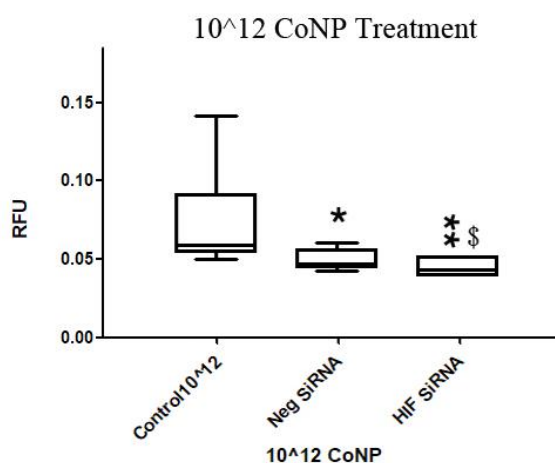 10^12 CoNP Treatment
RFU
0.15
0.10
0.05
0.00
*
*
* $
Control10^12
Neg SiRNA
HIF SiRNA
10^12 CoNP